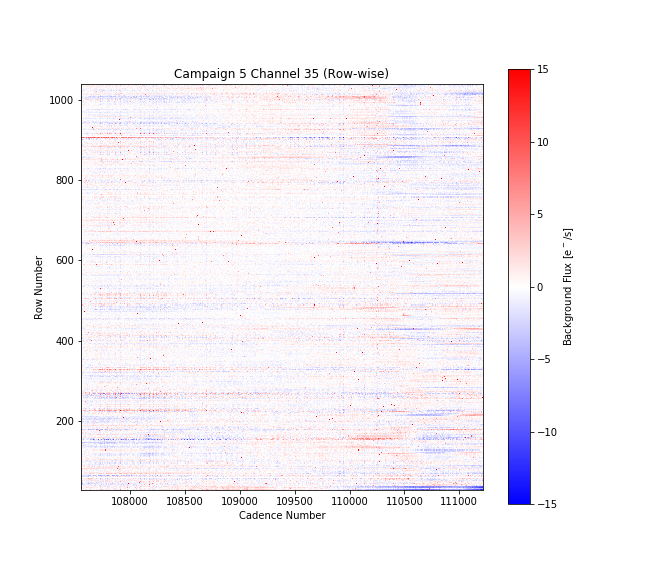 Campaign 5 Channel 35 (Row-wise)
1000
800
600
400
200
Row Number
108000 108500 109000 109500 110000 110500 111000
Cadence Number
15
10
5
0
−5
−10
−15
Background Flux [e⁻/s]